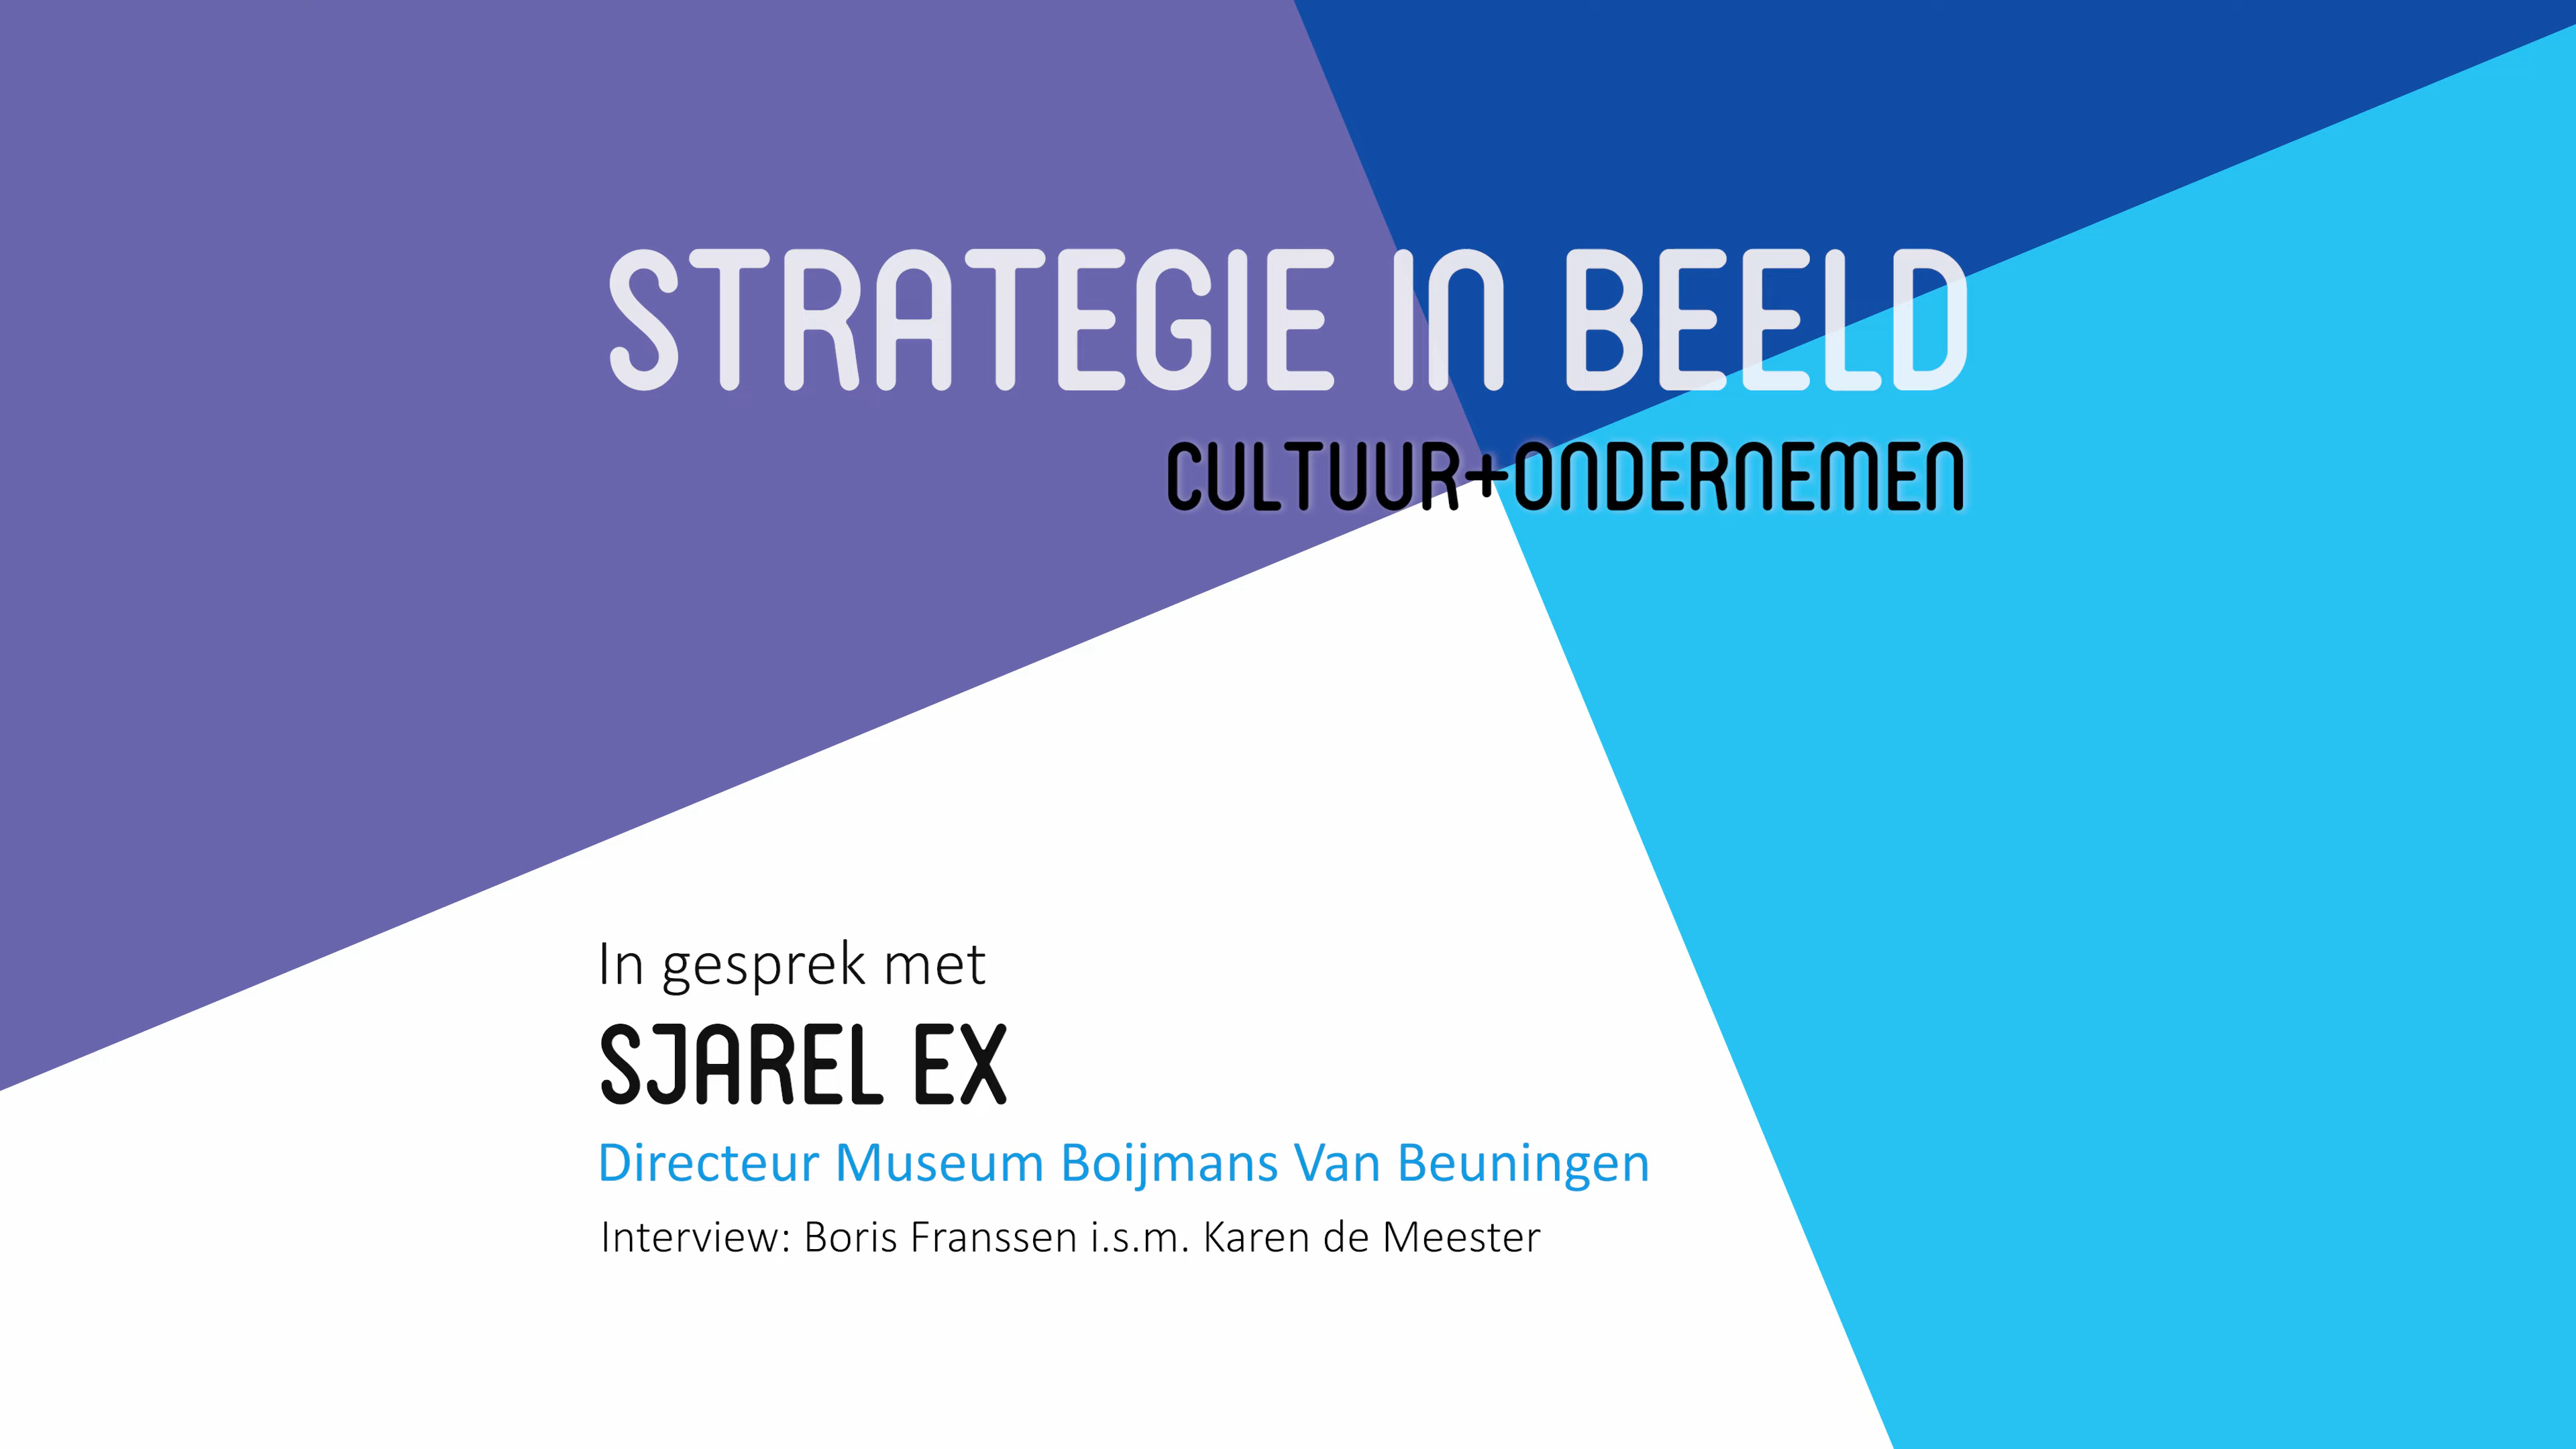 STRATEGIE IN BEELD
CULTUUR+ONDERNEMEN
In gesprek met
SJAREL EX
Directeur Museum Boijmans Van Beuningen
Interview: Boris Franssen i.s.m. Karen de Meester